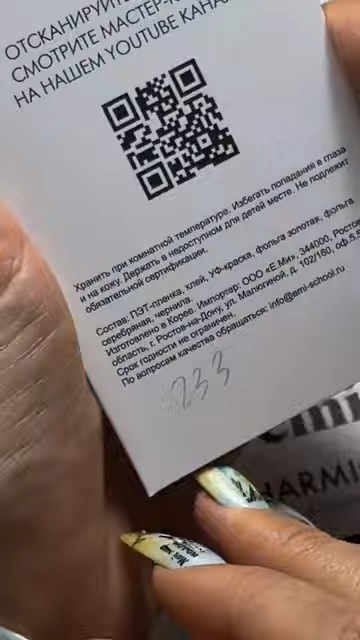 ОТСКАНИРУЙТЕ
СМОТРИТЕ МАСТЕР-К
НА НАШЕМ YOUTUBE КАНА
Хранить при комнатной температуре. Избегать попадания в глаза
и на кожу. Держать в недоступном для детей месте. Не подлежит
обязательной сертификации.
Состав: ПЭТ-пленка, клей, УФ-краска, фольга золотая, фольга
серебряная, чернила.
Изготовлено в Корее. Импортер: ООО «Е.Ми», 344000, Ростов
область, г. Ростов-на-Дону, ул. Малюгиной, д. 102/160, оф.5,6
Срок годности не ограничен.
По вопросам качества обращаться: info@emi-school.ru
233
HARMI